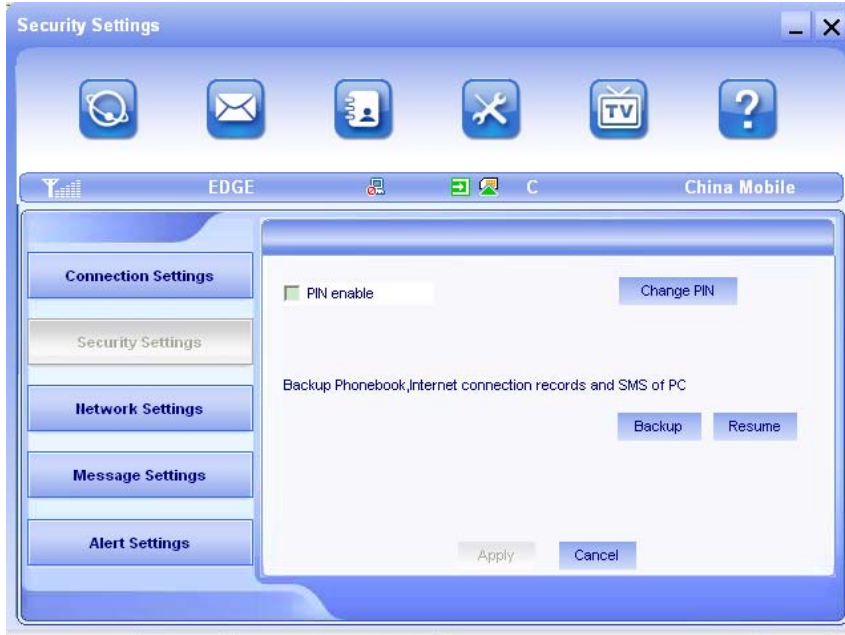 Security Settings
TV
?
EDGE C China Mobile
Connection Settings
Security Settings
Network Settings
Message Settings
Alert Settings
PIN enable Change PIN
Backup Phonebook,Internet connection records and SMS of PC
Backup Resume
Apply Cancel